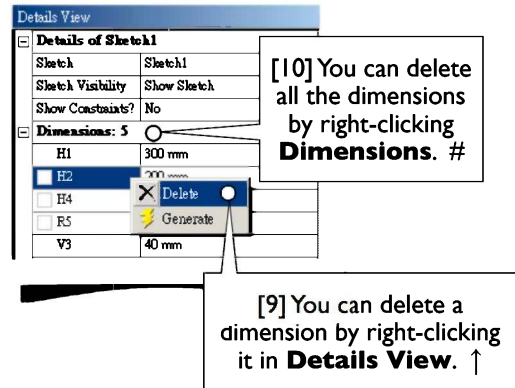 Details View
Details of Sketch1
Sketch Sketch1
Sketch Visibility Show Sketch
Show Constraints? No
Dimensions: 5
H1 300 mm
H2 200 mm
H4
R5
V3 40 mm
Delete
Generate
[10] You can delete
all the dimensions
by right-clicking
Dimensions. #
[9] You can delete a
dimension by right-clicking
it in Details View. ↑